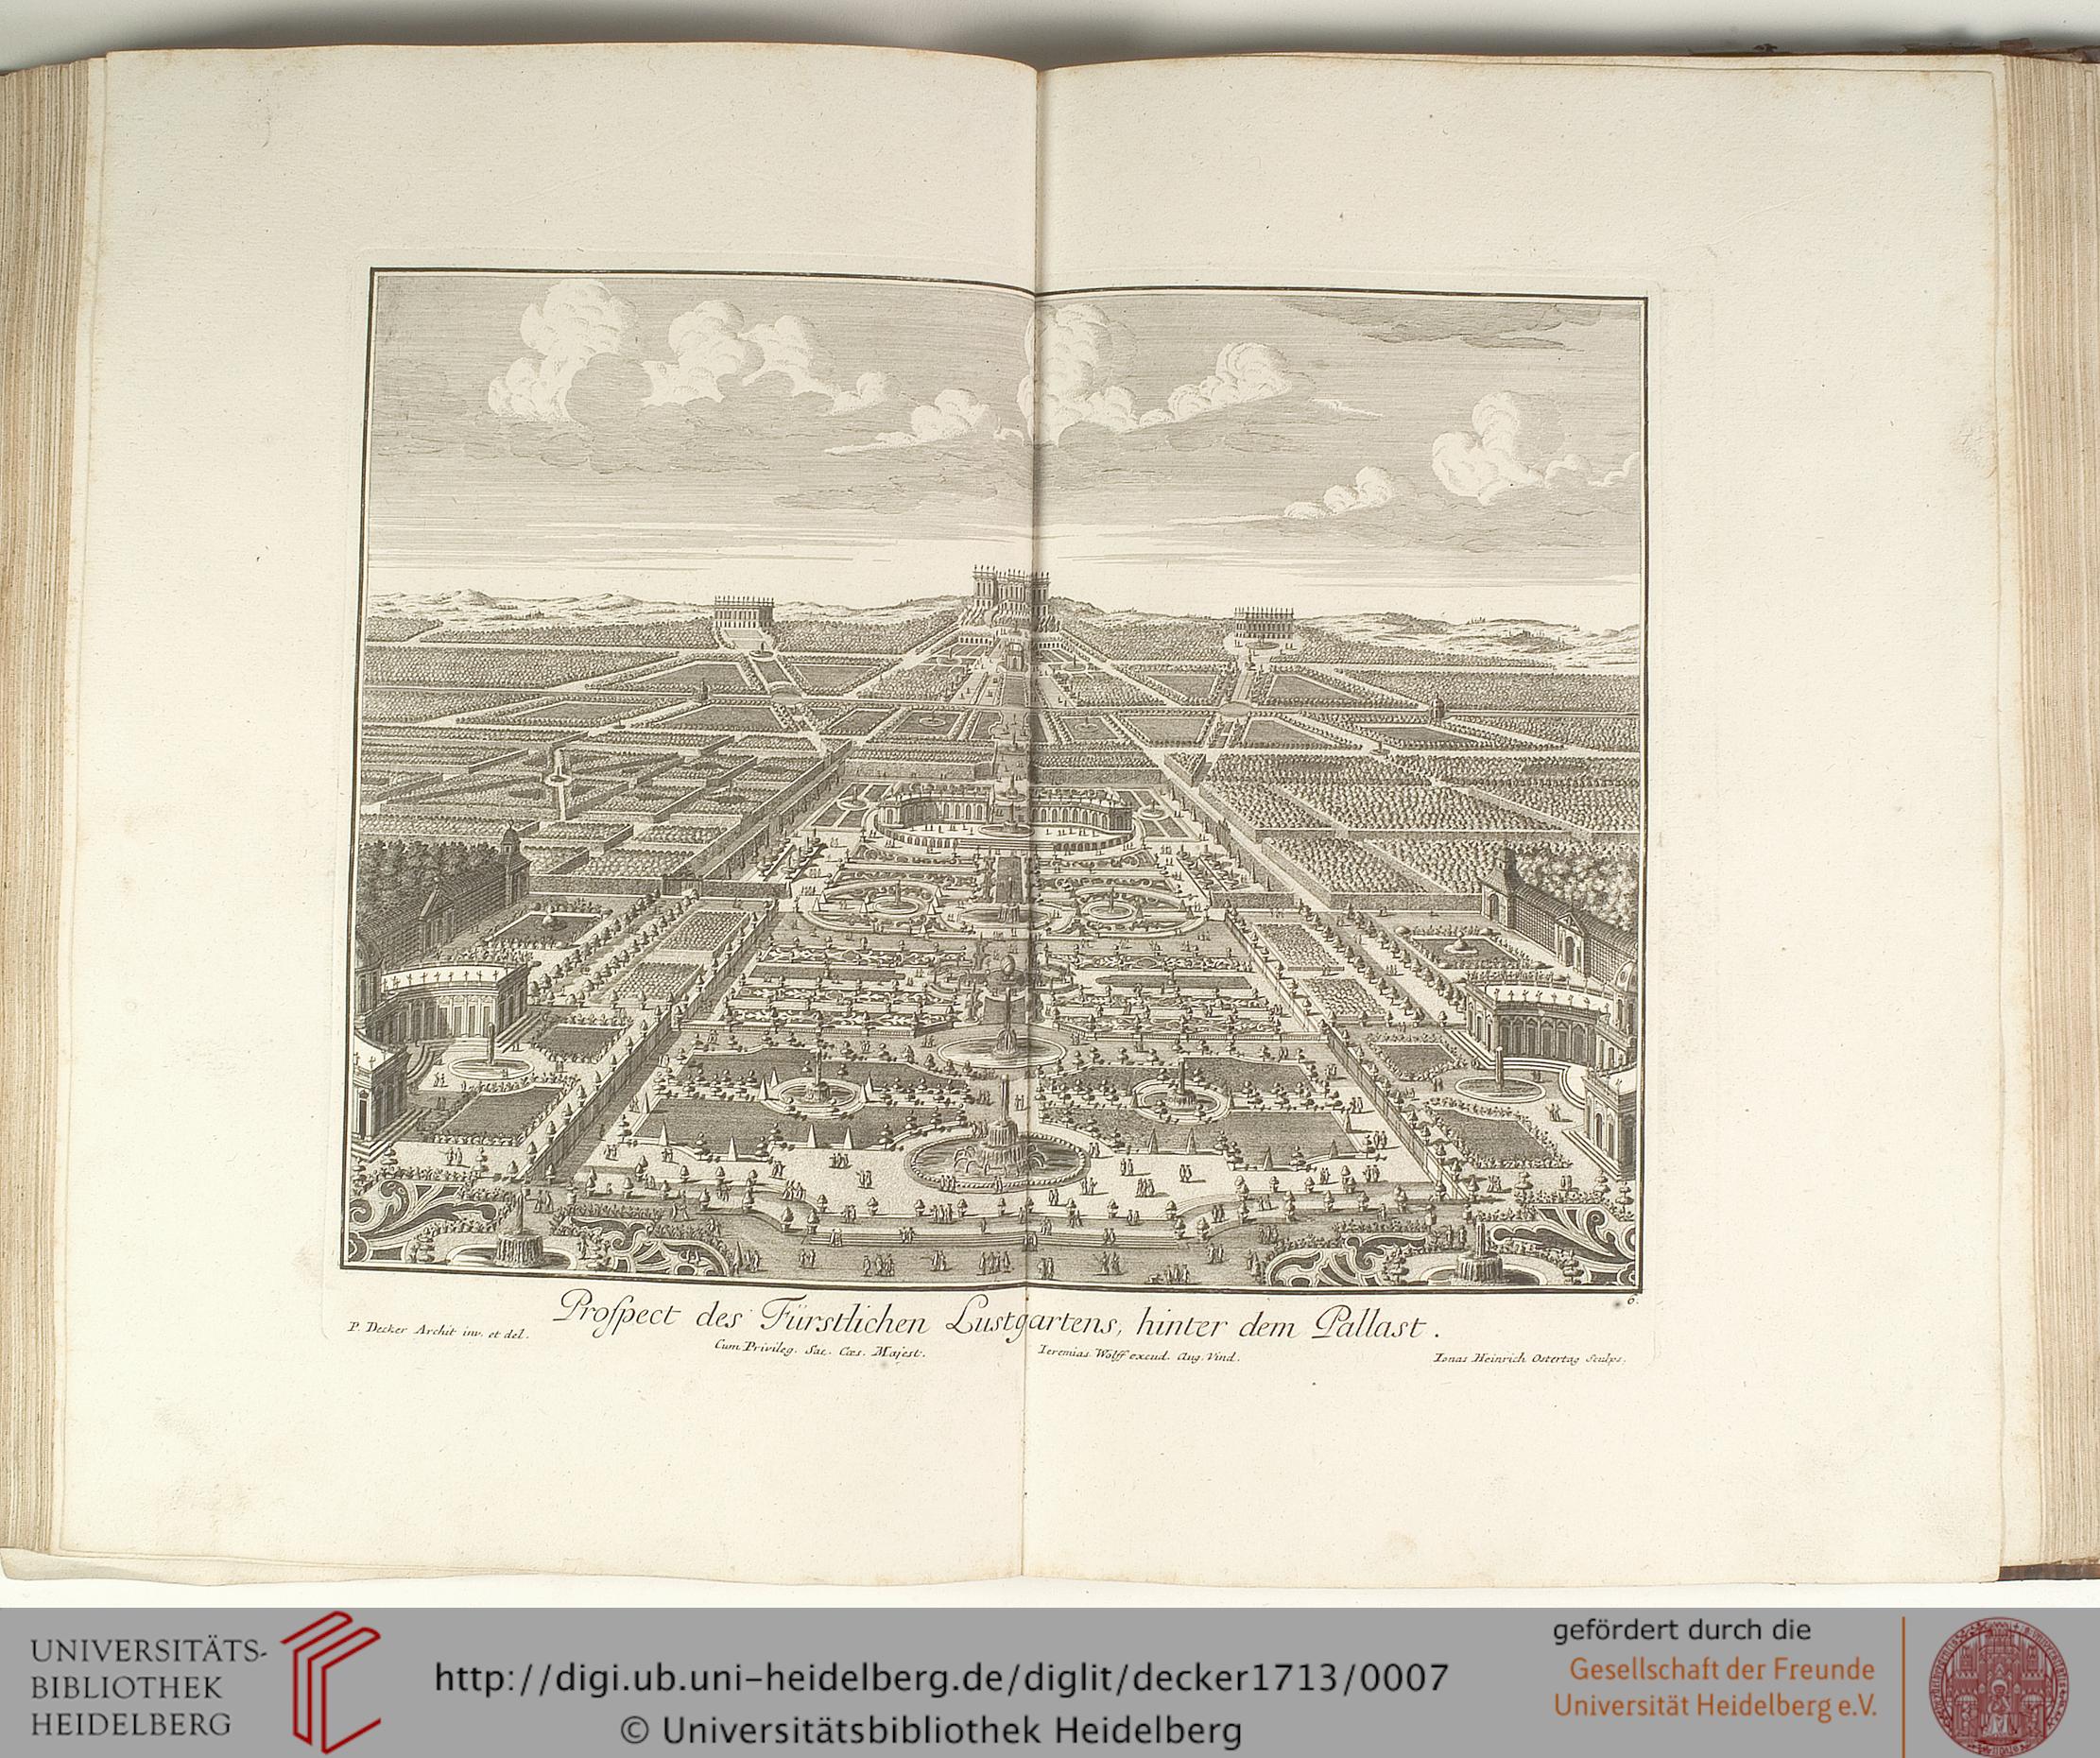 6.
Proſpect des Fürstlichen Lustgartens, hinter dem Pallast.
P. Decker Archit inv. et del.
Cum Privileg. Sac. Cæs. Majest.
Ieremias Wolff excud. Aug. Vind.
Ionas Heinrich Ostertag Sculps.
UNIVERSITÄTS-
BIBLIOTHEK
HEIDELBERG
http://digi.ub.uni-heidelberg.de/diglit/decker1713/0007
© Universitätsbibliothek Heidelberg
gefördert durch die
Gesellschaft der Freunde
Universität Heidelberg e.V.